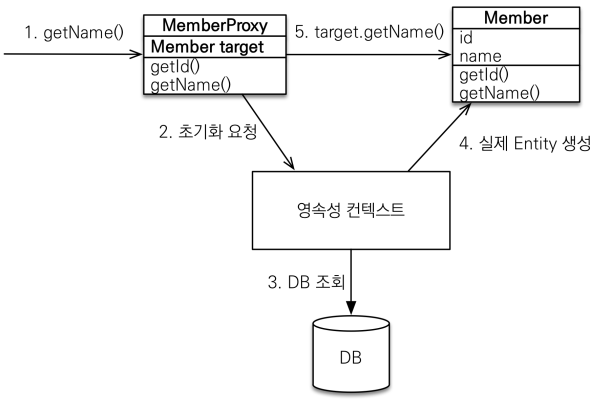 1. getName()
MemberProxy
Member target
getId()
getName()
5. target.getName()
Member
id
name
getId()
getName()
2. 초기화 요청
4. 실제 Entity 생성
영속성 컨텍스트
3. DB 조회
DB